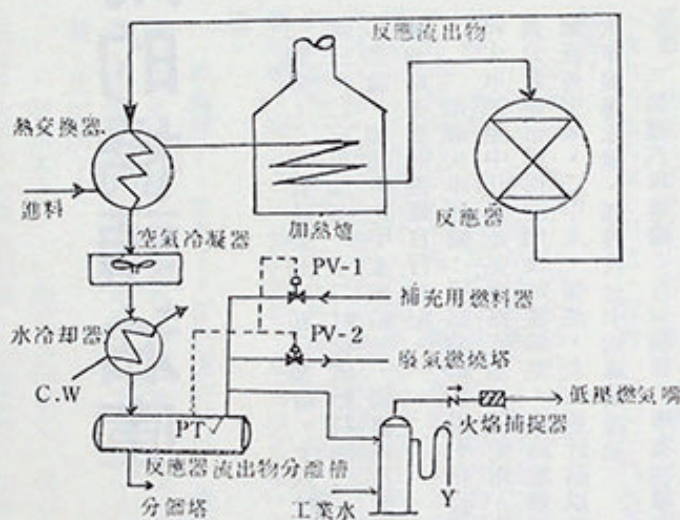 反應流出物
熱交換器
進料
加熱爐
反應器
空氣冷凝器
PV-1
補充用燃料器
水冷却器
PV-2
廢氣燃燒塔
C.W
PT
低壓燃氣嘴
火焰捕捉器
反應器流出物分離槽
分餾塔
工業水
Y